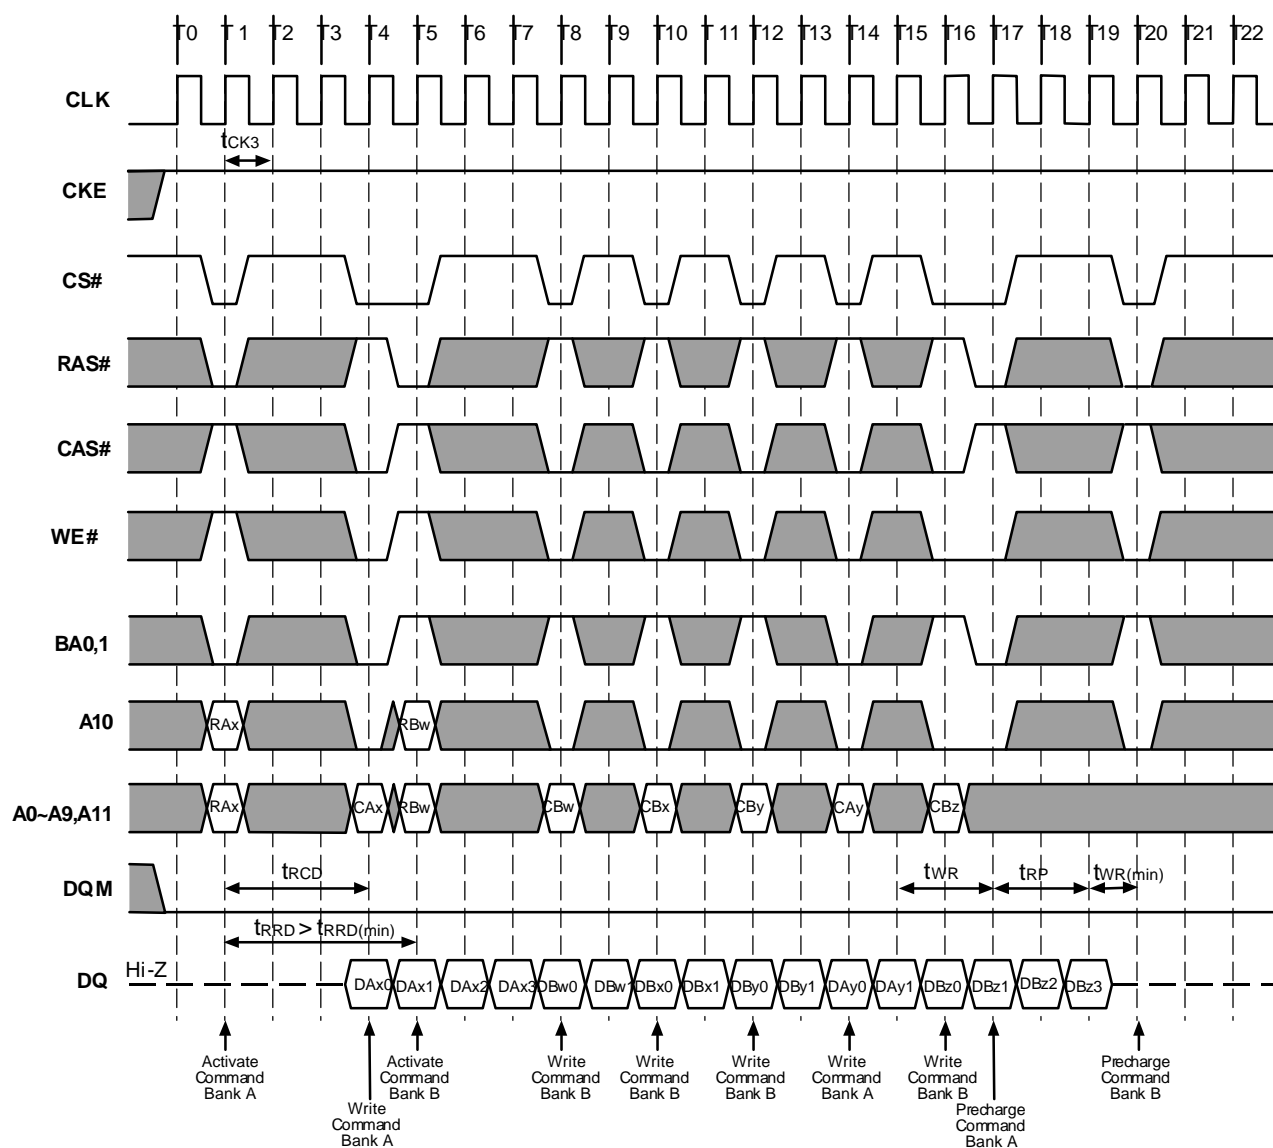 T0 T1 T2 T3 T4 T5 T6 T7 T8 T9 T10 T11 T12 T13 T14 T15 T16 T17 T18 T19 T20 T21 T22
CLK
tCK3
CKE
CS#
RAS#
CAS#
WE#
BA0,1
A10
RAx RBw
A0~A9,A11
RAx CAx RBw CBw CBx CBy CAy CBz
DQM
tRCD tWR tRP tWR(min)
tRRD > tRRD(min)
DQ
Hi-Z
DAx0 DAx1 DAx2 DAx3 DBw0 DBw1 DBx0 DBx1 DBy0 DBy1 DAy0 DAy1 DBz0 DBz1 DBz2 DBz3
Activate
Command
Bank A
Write
Command
Bank A
Activate
Command
Bank B
Write
Command
Bank B
Write
Command
Bank B
Write
Command
Bank B
Write
Command
Bank A
Write
Command
Bank B
Precharge
Command
Bank A
Precharge
Command
Bank B